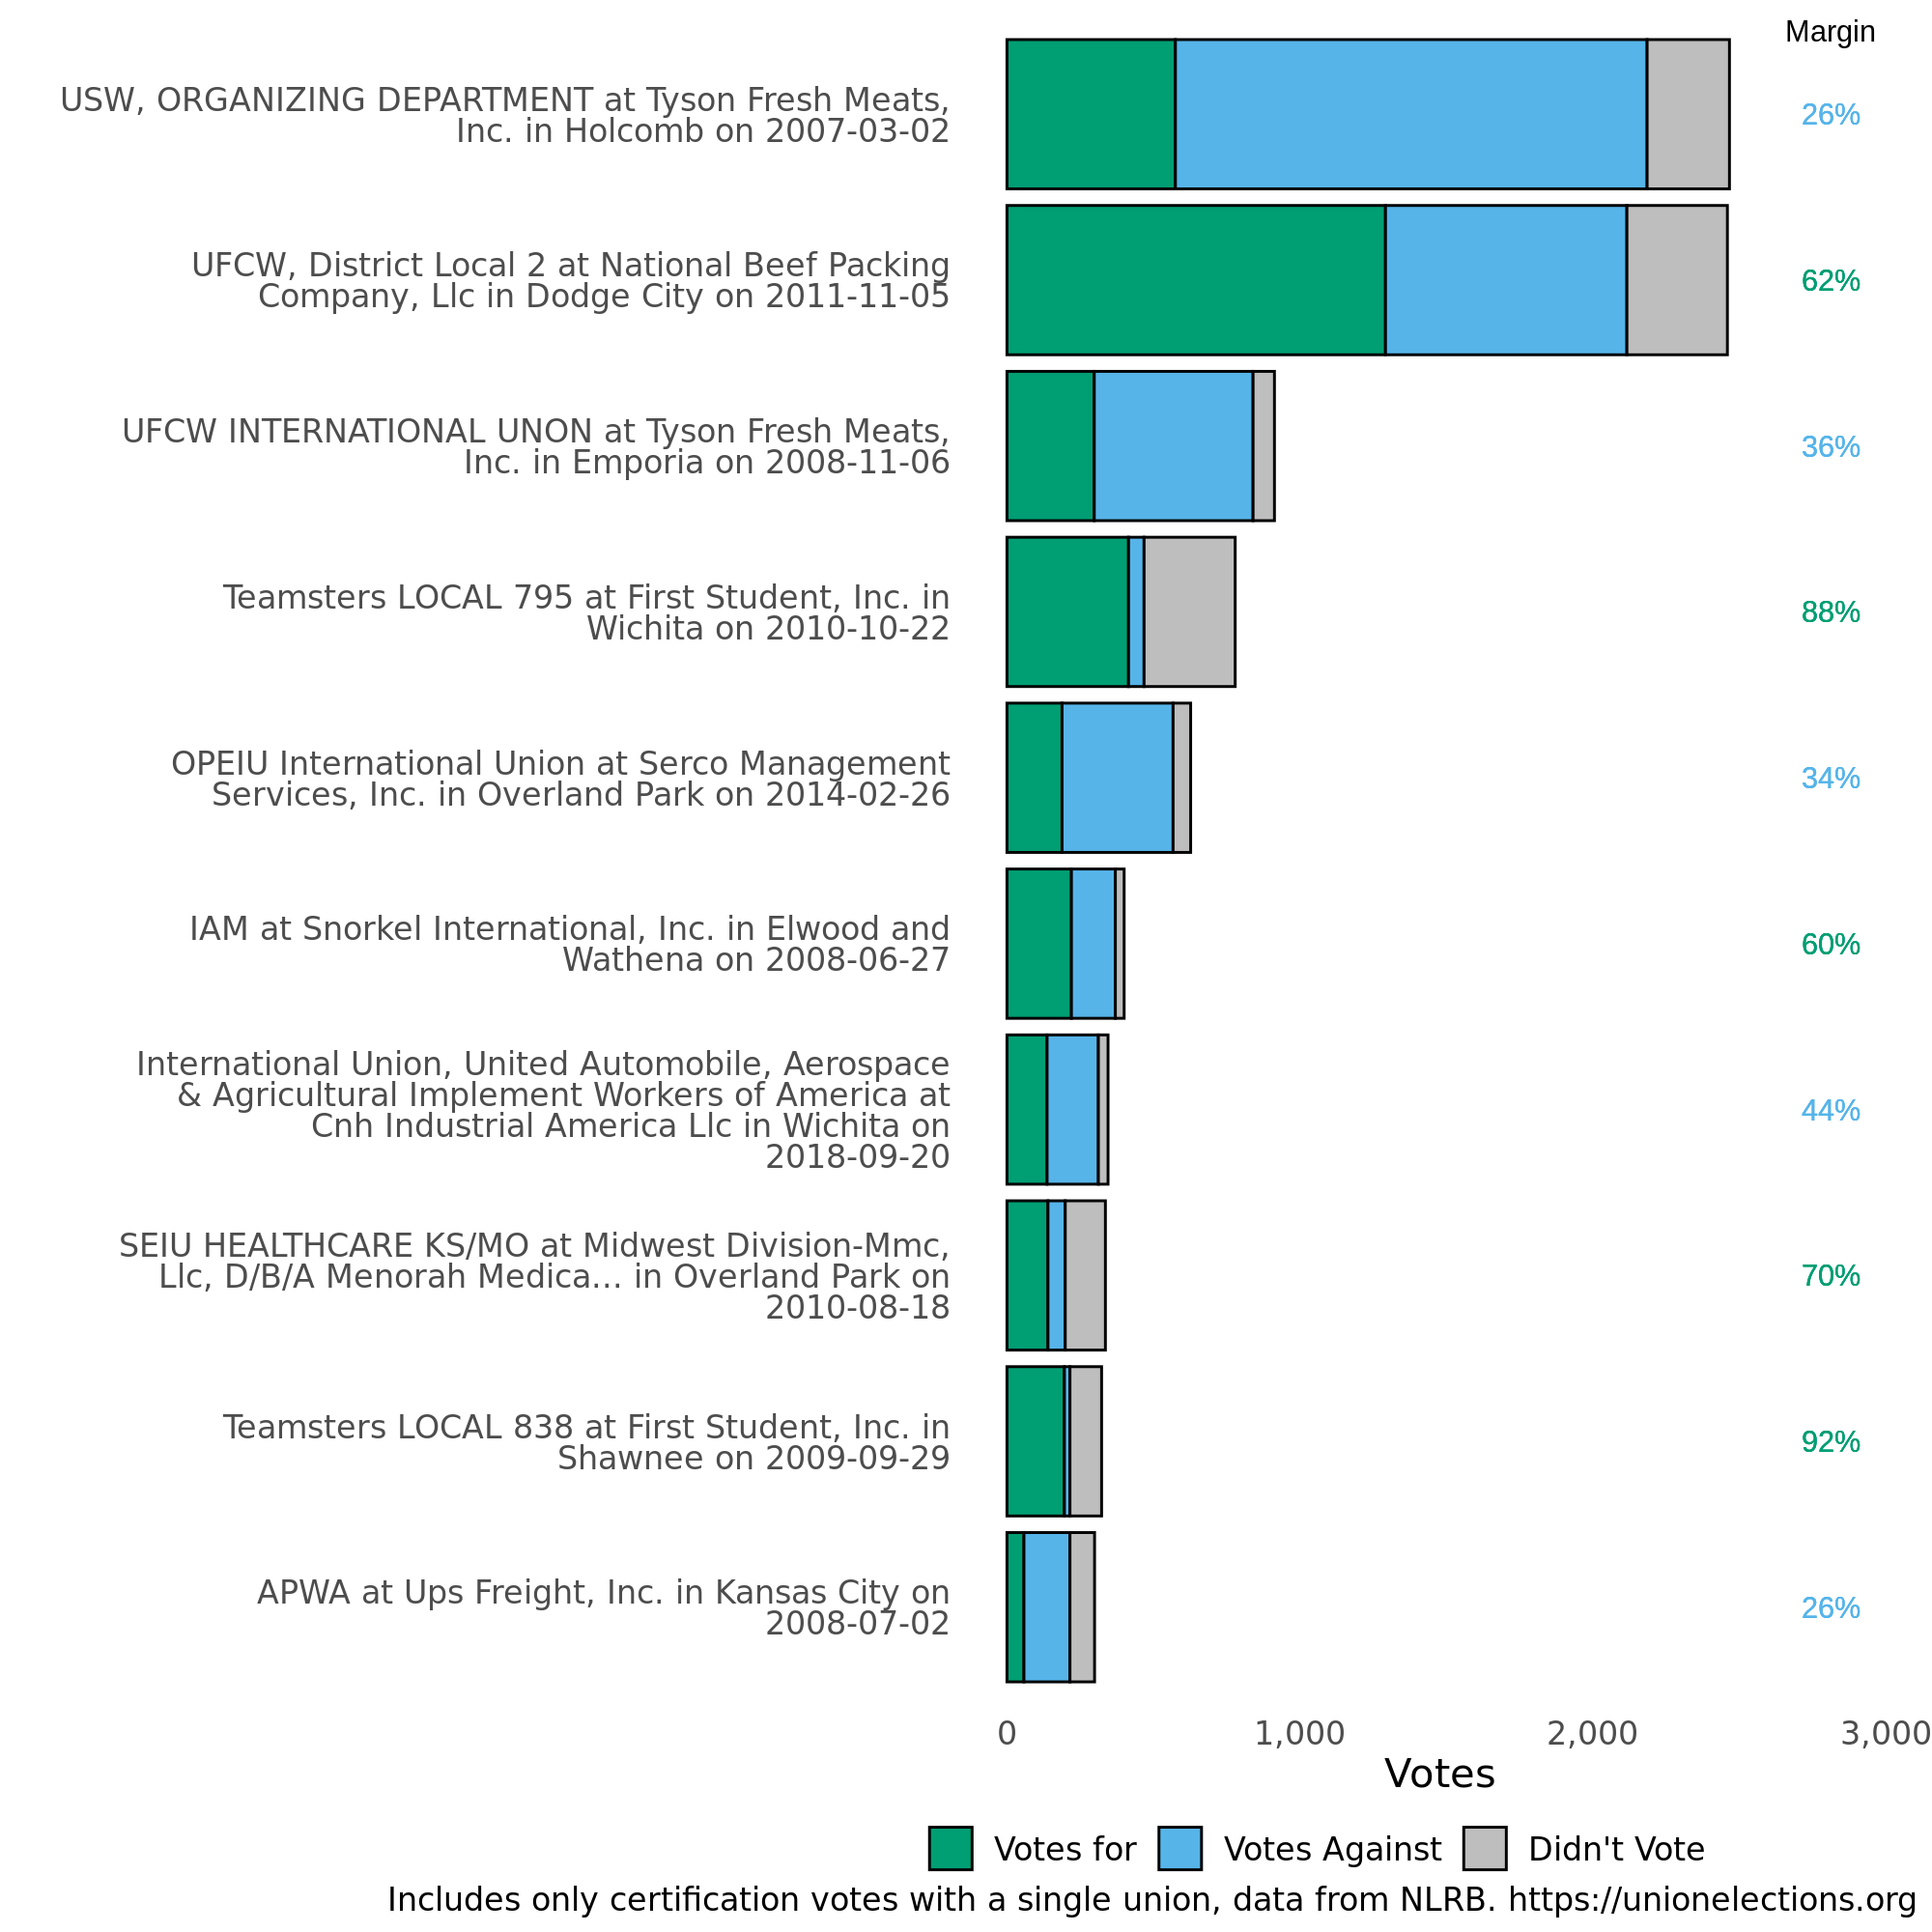 Margin
USW, ORGANIZING DEPARTMENT at Tyson Fresh Meats,
Inc. in Holcomb on 2007-03-02
26%
UFCW, District Local 2 at National Beef Packing
Company, Llc in Dodge City on 2011-11-05
62%
UFCW INTERNATIONAL UNON at Tyson Fresh Meats,
Inc. in Emporia on 2008-11-06
36%
Teamsters LOCAL 795 at First Student, Inc. in
Wichita on 2010-10-22
88%
OPEIU International Union at Serco Management
Services, Inc. in Overland Park on 2014-02-26
34%
IAM at Snorkel International, Inc. in Elwood and
Wathena on 2008-06-27
60%
International Union, United Automobile, Aerospace
& Agricultural Implement Workers of America at
Cnh Industrial America Llc in Wichita on
2018-09-20
44%
SEIU HEALTHCARE KS/MO at Midwest Division-Mmc,
Llc, D/B/A Menorah Medica... in Overland Park on
2010-08-18
70%
Teamsters LOCAL 838 at First Student, Inc. in
Shawnee on 2009-09-29
92%
APWA at Ups Freight, Inc. in Kansas City on
2008-07-02
26%
0 1,000 2,000 3,000
Votes
Votes for Votes Against Didn't Vote
Includes only certification votes with a single union, data from NLRB. https://unionelections.org